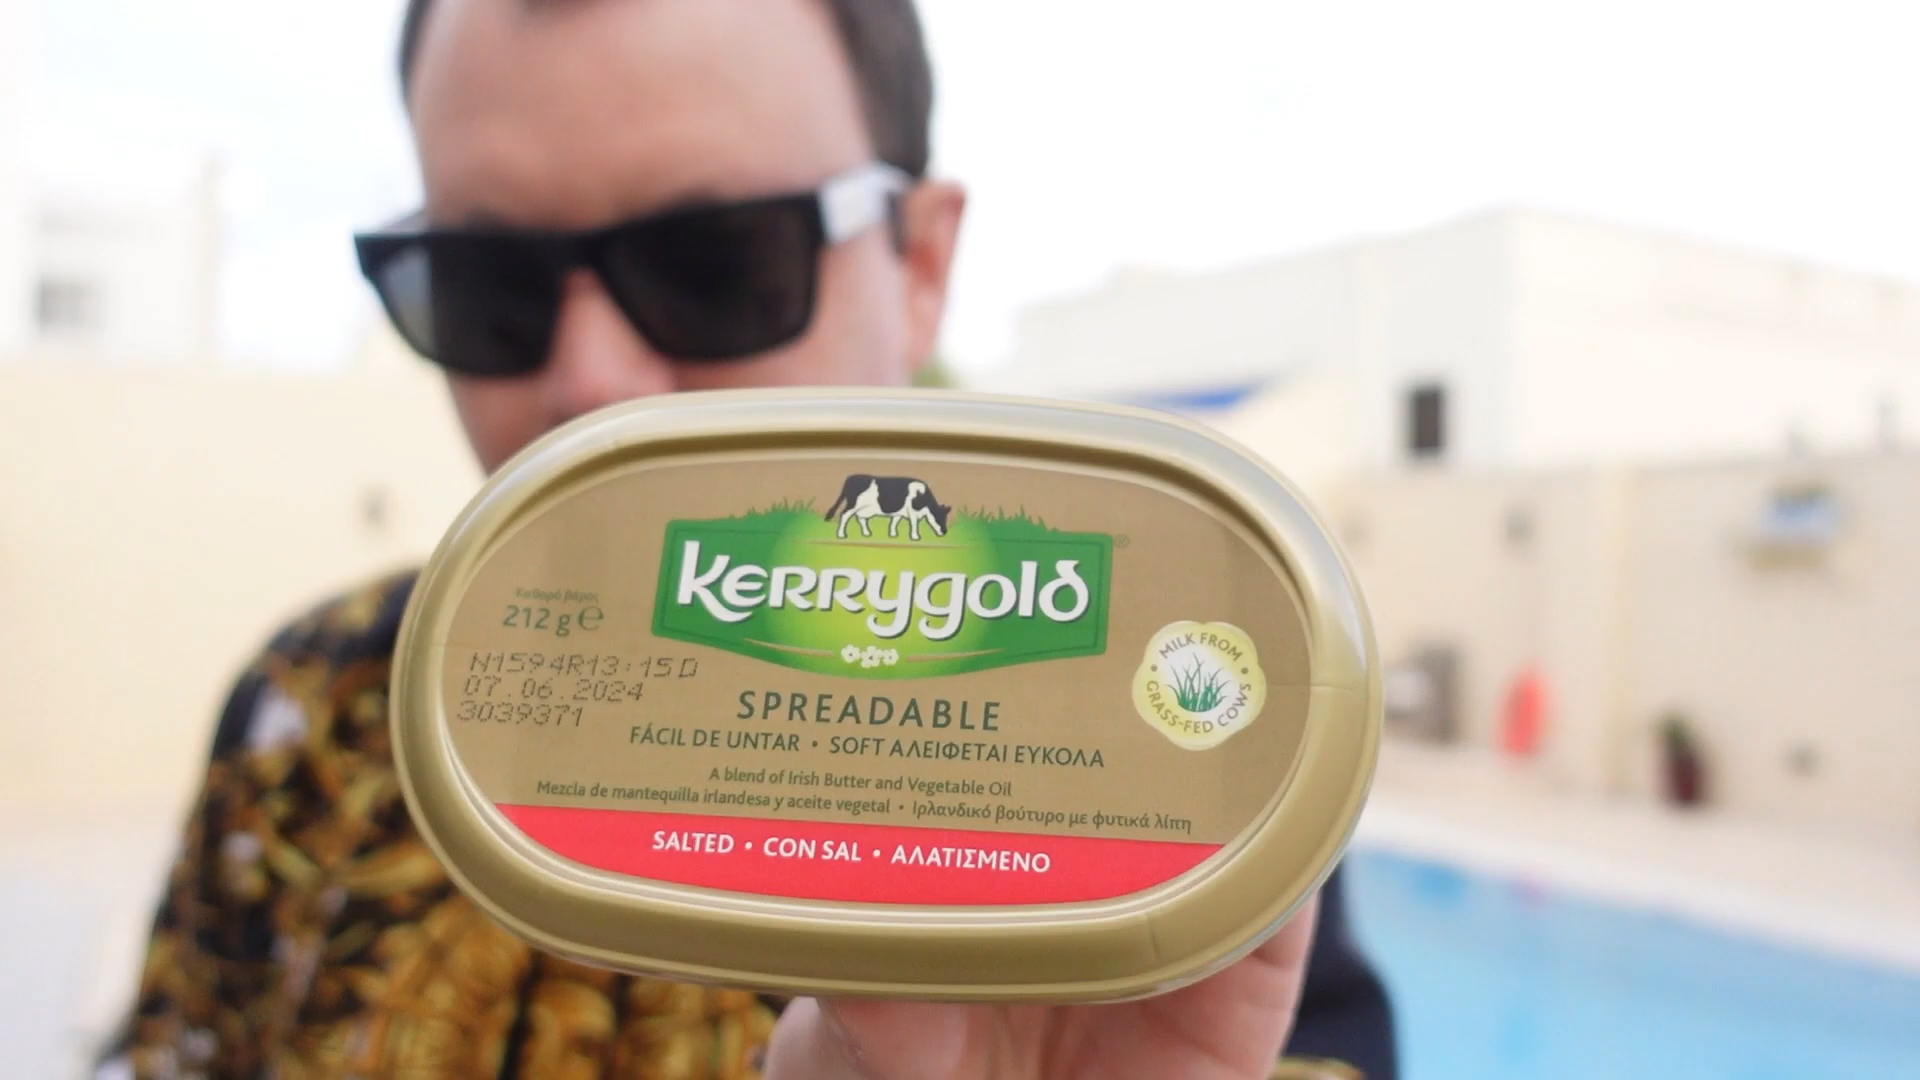 Kerrygold ®
Καθαρό βάρος
212 g ℮
N1594R13:15D
07.06.2024
3039371
MILK FROM
GRASS-FED COWS
SPREADABLE
FÁCIL DE UNTAR • SOFT ΑΛΕΙΦΕΤΑΙ ΕΥΚΟΛΑ
A blend of Irish Butter and Vegetable Oil
Mezcla de mantequilla irlandesa y aceite vegetal • Ιρλανδικό βούτυρο με φυτικά λίπη
SALTED • CON SAL • ΑΛΑΤΙΣΜΕΝΟ